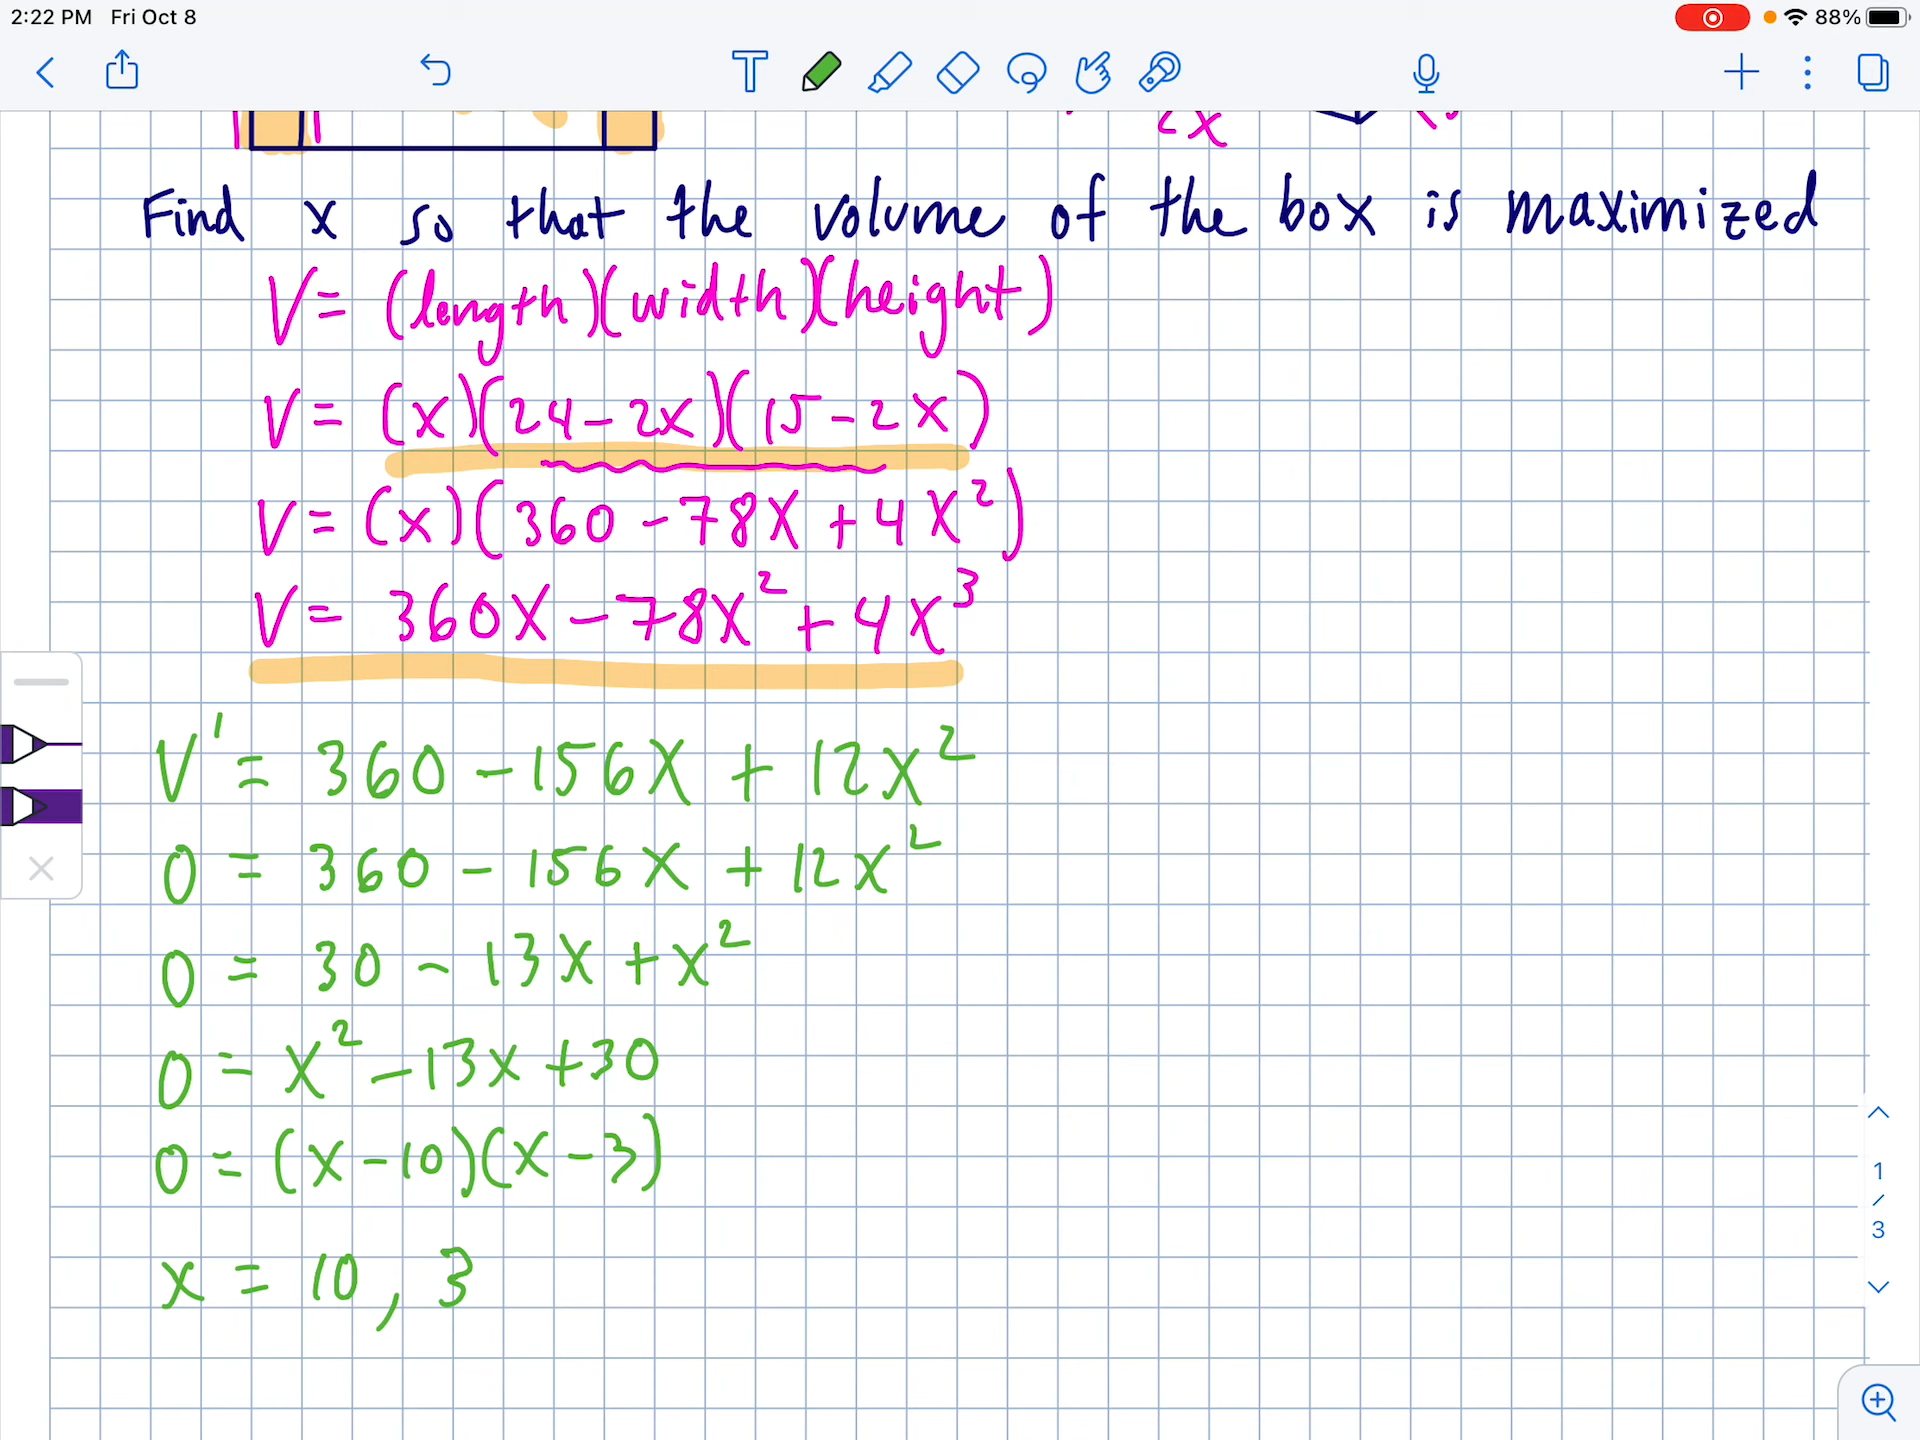 2:22 PM Fri Oct 8
88%
T
2x
Find x so that the volume of the box is maximized
V = (length)(width)(height)
V = (x)(24-2x)(15-2x)
V = (x)(360-78x+4x²)
V = 360x-78x²+4x³
V' = 360-156x+12x²
0 = 360-156x+12x²
0 = 30-13x+x²
0 = x²-13x+30
0 = (x-10)(x-3)
x = 10, 3
1
/
3